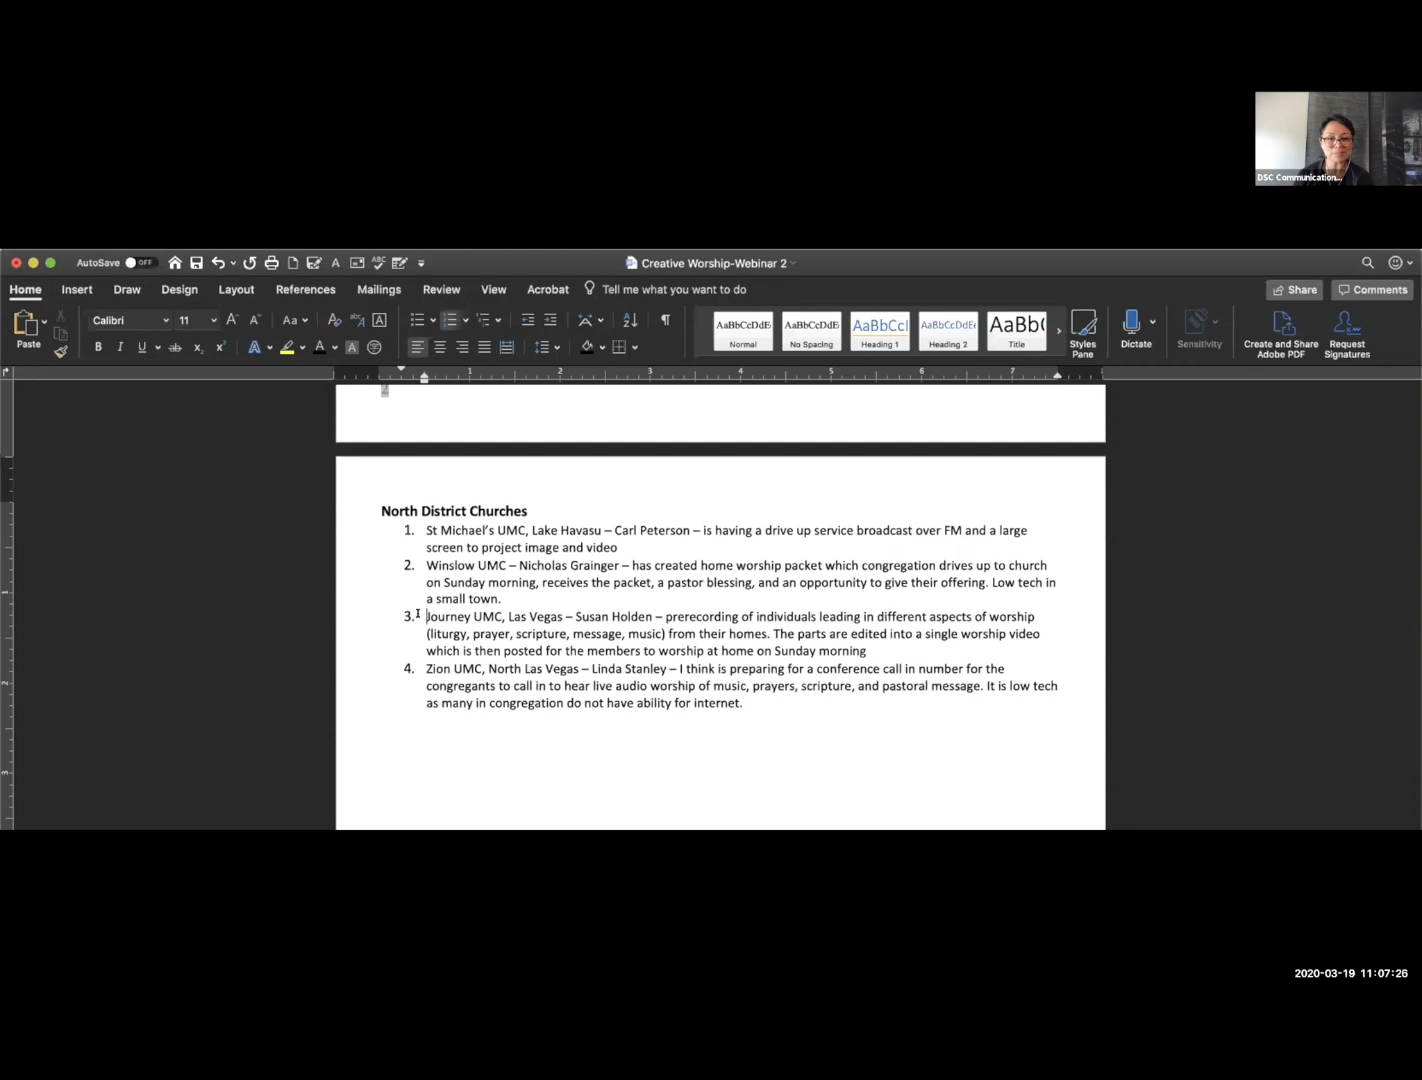 DSC Communication...
AutoSave OFF
Creative Worship-Webinar 2
Home Insert Draw Design Layout References Mailings Review View Acrobat Tell me what you want to do
Share Comments
Paste
Calibri 11
AaBbCcDdE Normal
AaBbCcDdE No Spacing
AaBbCcI Heading 1
AaBbCcDdEe Heading 2
AaBb( Title
Styles Pane
Dictate
Sensitivity
Create and Share Adobe PDF
Request Signatures
1 2 3 4 5 6 7
2
North District Churches
1. St Michael's UMC, Lake Havasu – Carl Peterson – is having a drive up service broadcast over FM and a large
screen to project image and video
2. Winslow UMC – Nicholas Grainger – has created home worship packet which congregation drives up to church
on Sunday morning, receives the packet, a pastor blessing, and an opportunity to give their offering. Low tech in
a small town.
3. Journey UMC, Las Vegas – Susan Holden – prerecording of individuals leading in different aspects of worship
(liturgy, prayer, scripture, message, music) from their homes. The parts are edited into a single worship video
which is then posted for the members to worship at home on Sunday morning
4. Zion UMC, North Las Vegas – Linda Stanley – I think is preparing for a conference call in number for the
congregants to call in to hear live audio worship of music, prayers, scripture, and pastoral message. It is low tech
as many in congregation do not have ability for internet.
2020-03-19 11:07:26